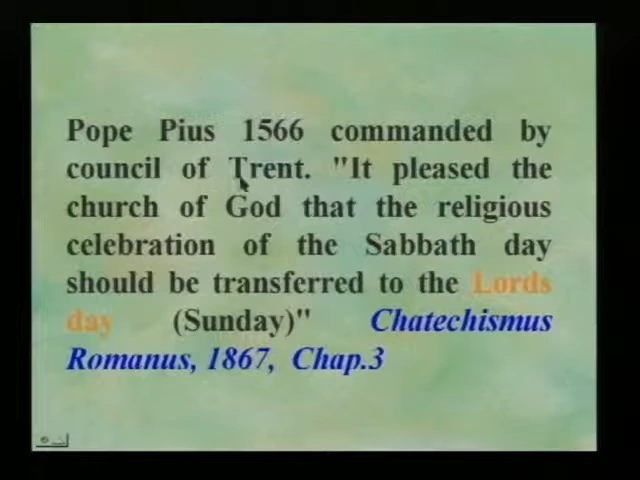 Pope Pius 1566 commanded by
council of Trent. "It pleased the
church of God that the religious
celebration of the Sabbath day
should be transferred to the Lords
day (Sunday)" Chatechismus
Romanus, 1867, Chap.3